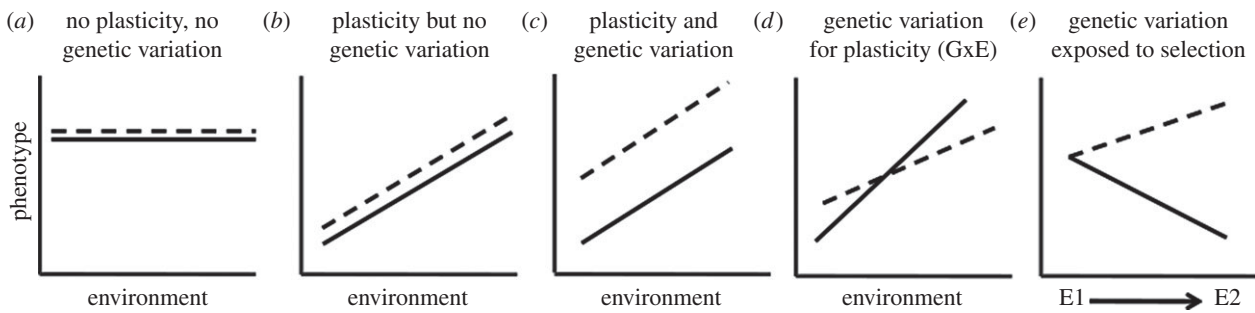 (a) no plasticity, no
genetic variation
(b) plasticity but no
genetic variation
(c) plasticity and
genetic variation
(d) genetic variation
for plasticity (GxE)
(e) genetic variation
exposed to selection
phenotype
environment
environment
environment
environment
E1 E2